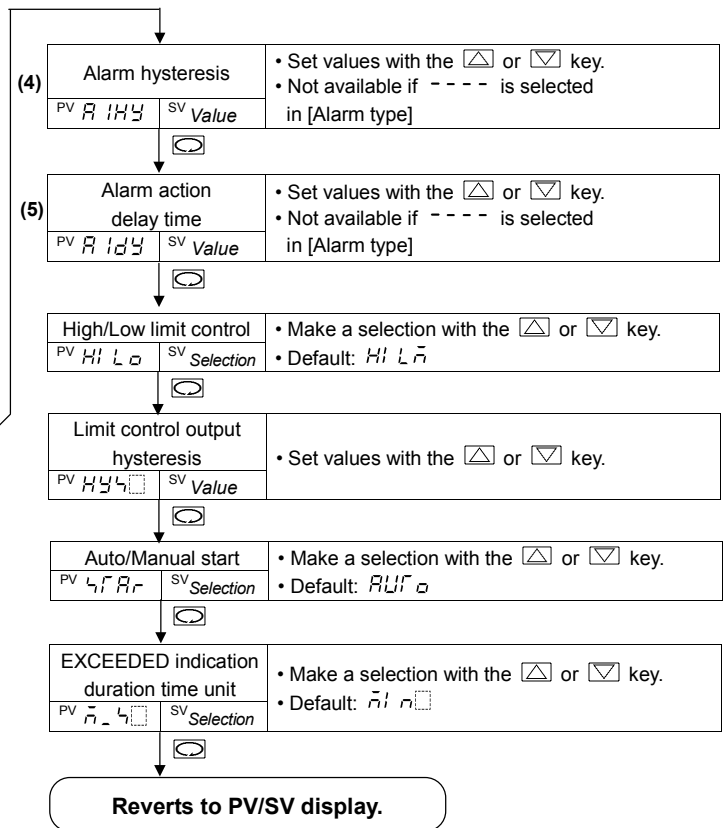 (4)
Alarm hysteresis
PV A1HY SV Value
• Set values with the △ or ▽ key.
• Not available if ---- is selected
in [Alarm type]
(5)
Alarm action
delay time
PV A1dY SV Value
• Set values with the △ or ▽ key.
• Not available if ---- is selected
in [Alarm type]
High/Low limit control
PV HI Lo SV Selection
• Make a selection with the △ or ▽ key.
• Default: HI LM
Limit control output
hysteresis
PV HYS□ SV Value
• Set values with the △ or ▽ key.
Auto/Manual start
PV STAr SV Selection
• Make a selection with the △ or ▽ key.
• Default: AUTo
EXCEEDED indication
duration time unit
PV M_S□ SV Selection
• Make a selection with the △ or ▽ key.
• Default: MIn□
Reverts to PV/SV display.